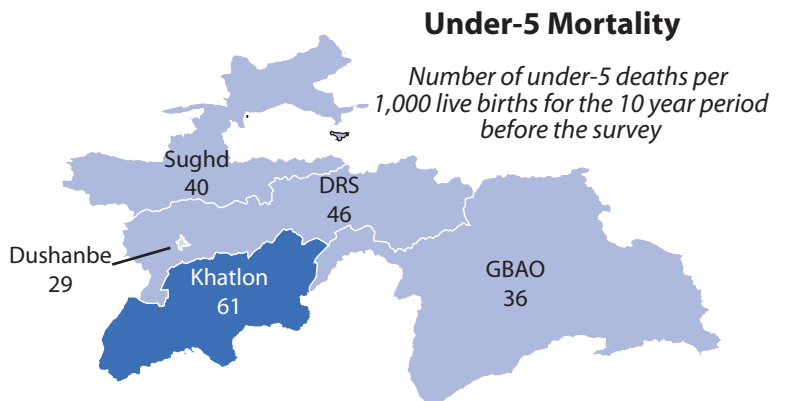 Under-5 Mortality
Number of under-5 deaths per
1,000 live births for the 10 year period
before the survey
Sughd
40
DRS
46
Dushanbe
29
Khatlon
61
GBAO
36